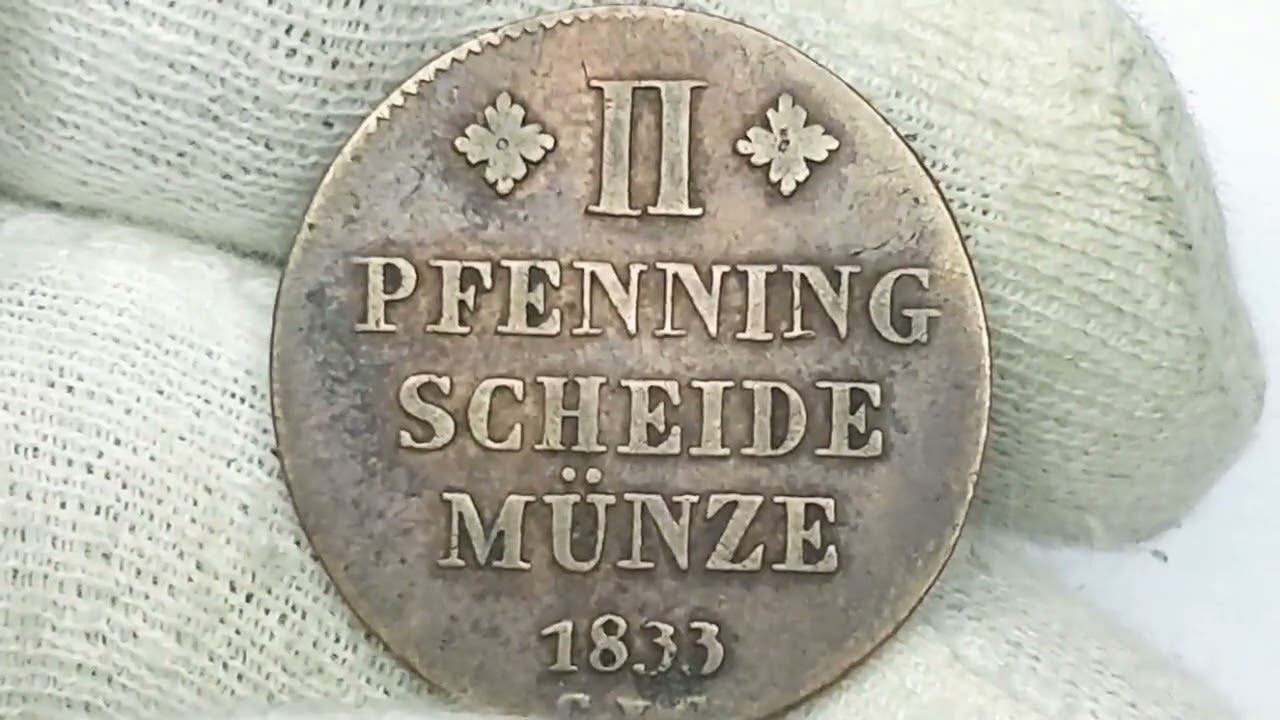 II
PFENNING
SCHEIDE
MÜNZE
1833